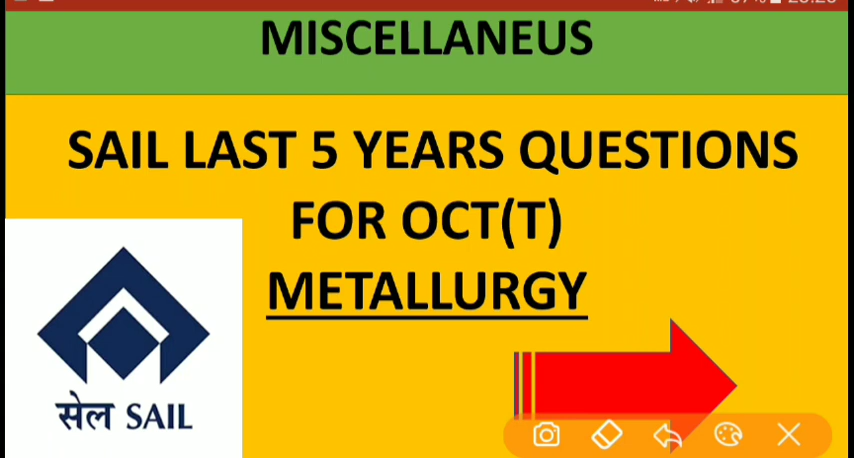 MISCELLANEUS
SAIL LAST 5 YEARS QUESTIONS
FOR OCT(T)
METALLURGY
सेल SAIL